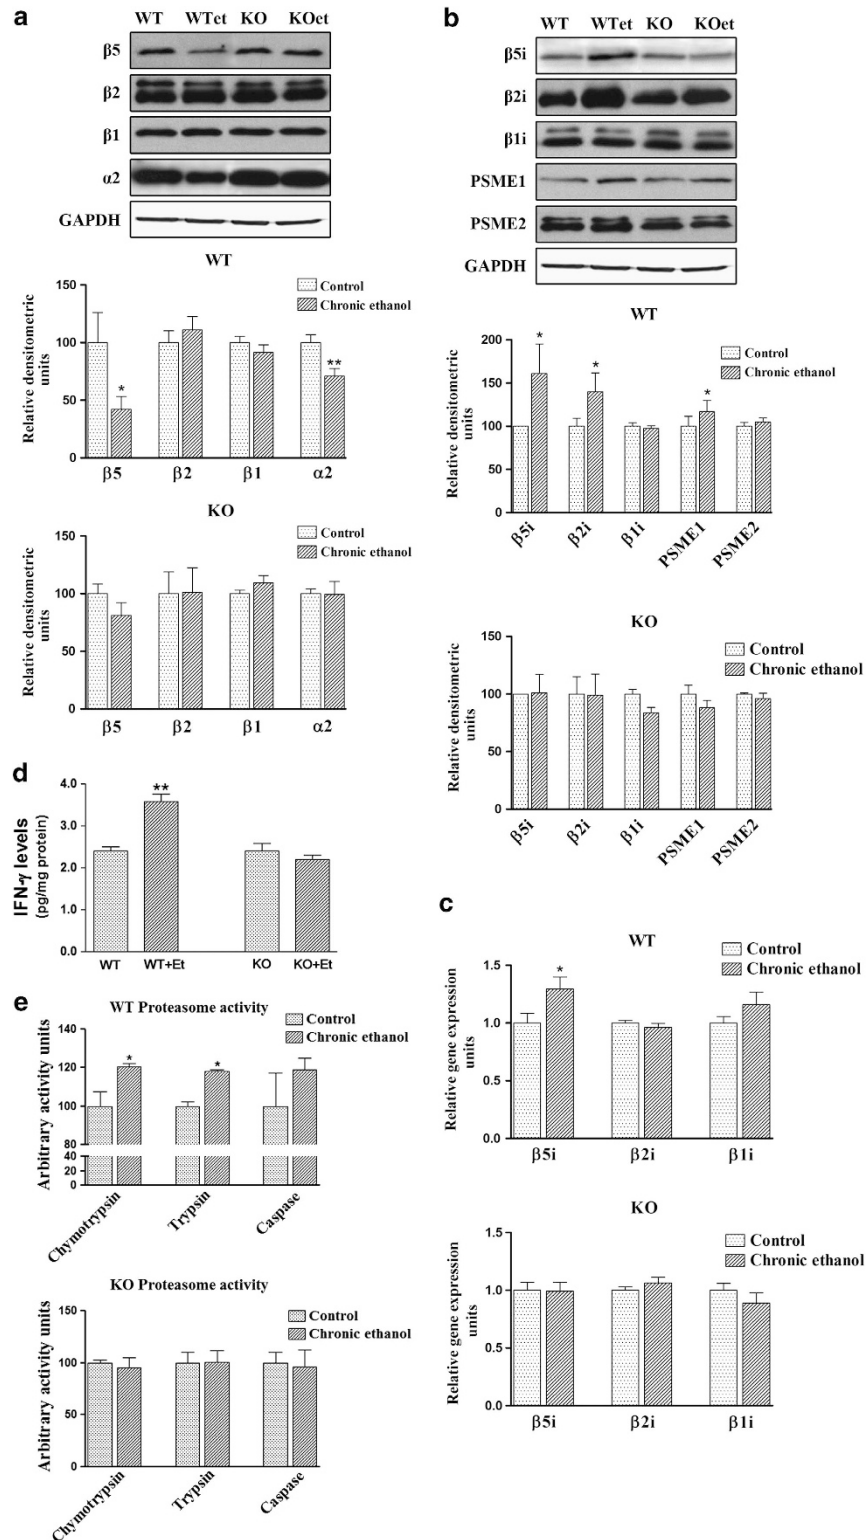 a
WT WTet KO KOet
β5
β2
β1
α2
GAPDH
WT
Relative densitometric
units
150
100
50
0
Control
Chronic ethanol
*
**
β5 β2 β1 α2
KO
Relative densitometric
units
150
100
50
0
Control
Chronic ethanol
β5 β2 β1 α2
b
WT WTet KO KOet
β5i
β2i
β1i
PSME1
PSME2
GAPDH
WT
Relative densitometric
units
200
150
100
50
0
Control
Chronic ethanol
*
*
*
β5i β2i β1i PSME1 PSME2
KO
Relative densitometric
units
150
100
50
0
Control
Chronic ethanol
β5i β2i β1i PSME1 PSME2
c
WT
Relative gene expression
units
1.5
1.0
0.5
0.0
Control
Chronic ethanol
*
β5i β2i β1i
KO
Relative gene expression
units
1.5
1.0
0.5
0.0
Control
Chronic ethanol
β5i β2i β1i
d
IFN-γ levels
(pg/mg protein)
4.0
3.0
2.0
1.0
0.0
**
WT WT+Et KO KO+Et
e
WT Proteasome activity
Arbitrary activity units
140
120
100
80
40
20
0
Control
Chronic ethanol
*
*
Chymotrypsin Trypsin Caspase
KO Proteasome activity
Arbitrary activity units
150
100
50
0
Control
Chronic ethanol
Chymotrypsin Trypsin Caspase